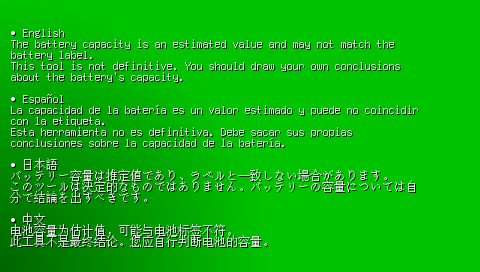 • English
The battery capacity is an estimated value and may not match the
battery label.
This tool is not definitive. You should draw your own conclusions
about the battery's capacity.
• Español
La capacidad de la batería es un valor estimado y puede no coincidir
con la etiqueta.
Esta herramienta no es definitiva. Debe sacar sus propias
conclusiones sobre la capacidad de la batería.
• 日本語
バッテリー容量は推定値であり、ラベルと一致しない場合があります。
このツールは決定的なものではありません。バッテリーの容量については自
分で結論を出すべきです。
• 中文
电池容量为估计值，可能与电池标签不符。
此工具不是最终结论。您应自行判断电池的容量。